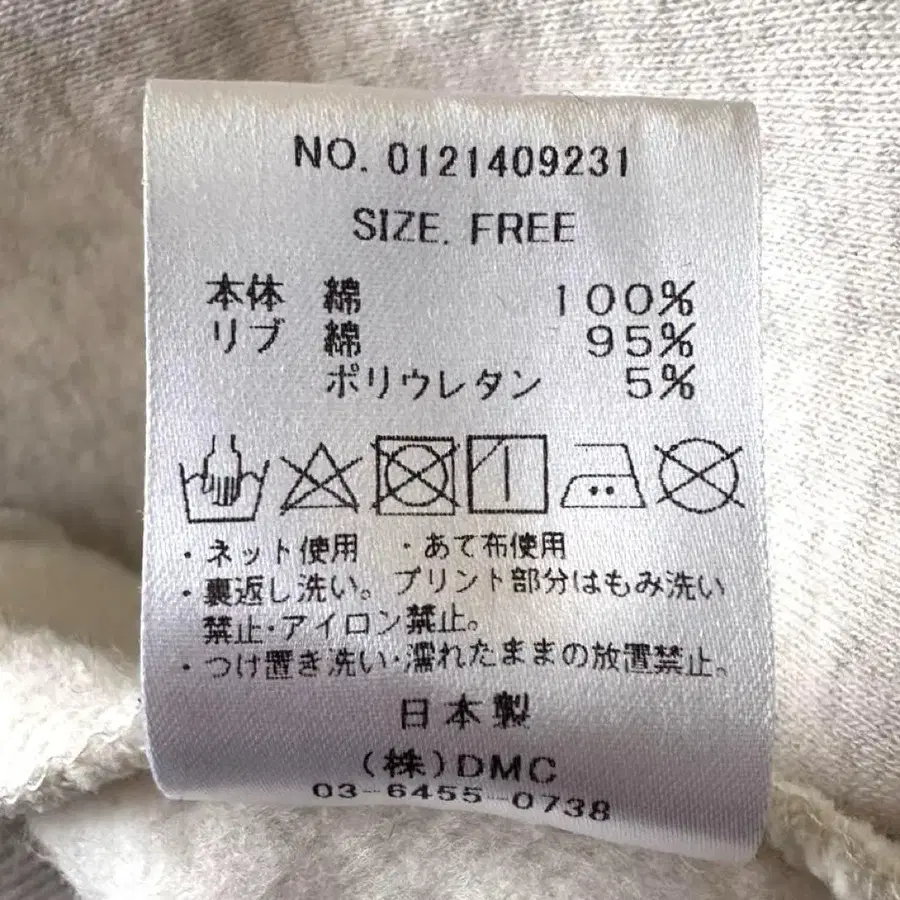 NO. 0121409231
SIZE. FREE
本体 綿 100%
リブ 綿 95%
ポリウレタン 5%
・ネット使用 ・あて布使用
・裏返し洗い。プリント部分はもみ洗い
禁止・アイロン禁止。
・つけ置き洗い・濡れたままの放置禁止。
日本製
(株)DMC
03-6455-0738